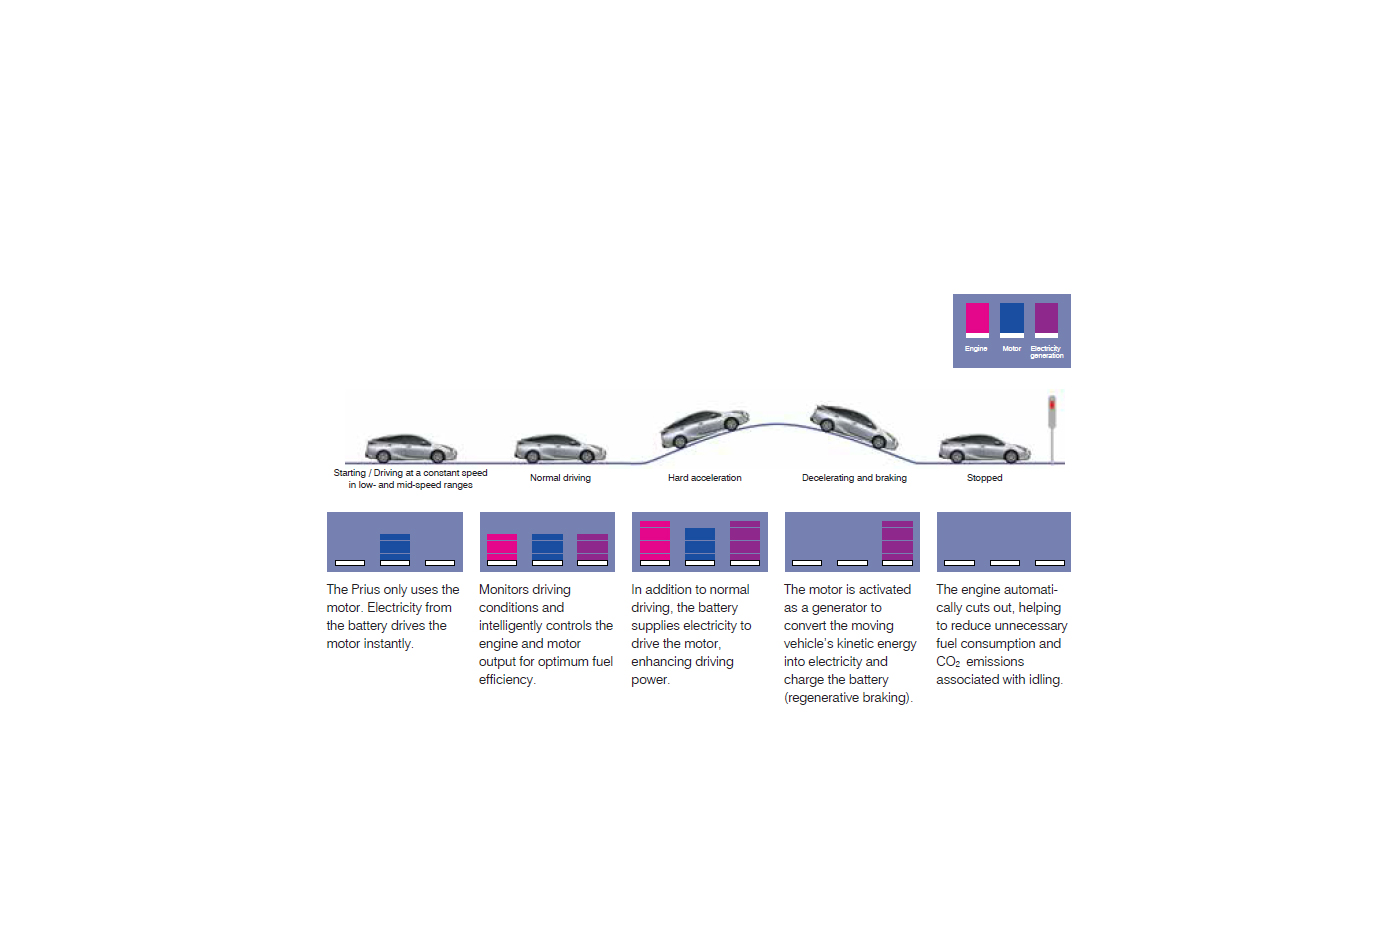 Engine Motor Electricity
generation
Starting / Driving at a constant speed
in low- and mid-speed ranges
Normal driving
Hard acceleration
Decelerating and braking
Stopped
The Prius only uses the
motor. Electricity from
the battery drives the
motor instantly.
Monitors driving
conditions and
intelligently controls the
engine and motor
output for optimum fuel
efficiency.
In addition to normal
driving, the battery
supplies electricity to
drive the motor,
enhancing driving
power.
The motor is activated
as a generator to
convert the moving
vehicle's kinetic energy
into electricity and
charge the battery
(regenerative braking).
The engine automati-
cally cuts out, helping
to reduce unnecessary
fuel consumption and
CO₂ emissions
associated with idling.